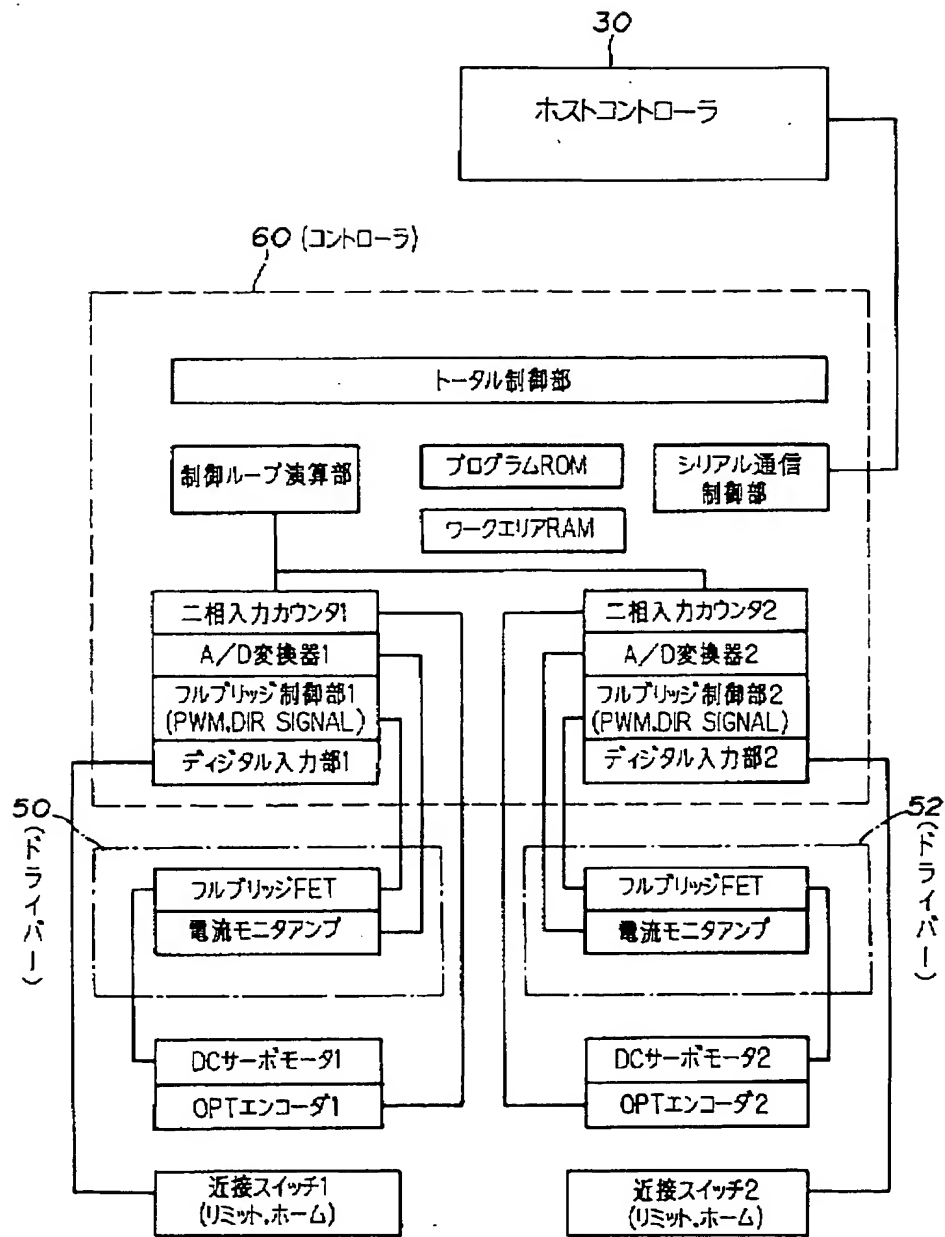 30
ホストコントローラ
60 (コントローラ)
トータル制御部
制御ループ演算部
プログラムROM
シリアル通信
制御部
ワークエリアRAM
二相入力カウンタ1
A/D変換器1
フルブリッジ制御部1
(PWM.DIR SIGNAL)
ディジタル入力部1
二相入力カウンタ2
A/D変換器2
フルブリッジ制御部2
(PWM.DIR SIGNAL)
ディジタル入力部2
50
(ドライバー)
52
(ドライバー)
フルブリッジFET
電流モニタアンプ
フルブリッジFET
電流モニタアンプ
DCサーボモータ1
OPTエンコーダ1
DCサーボモータ2
OPTエンコーダ2
近接スイッチ1
(リミット.ホーム)
近接スイッチ2
(リミット.ホーム)